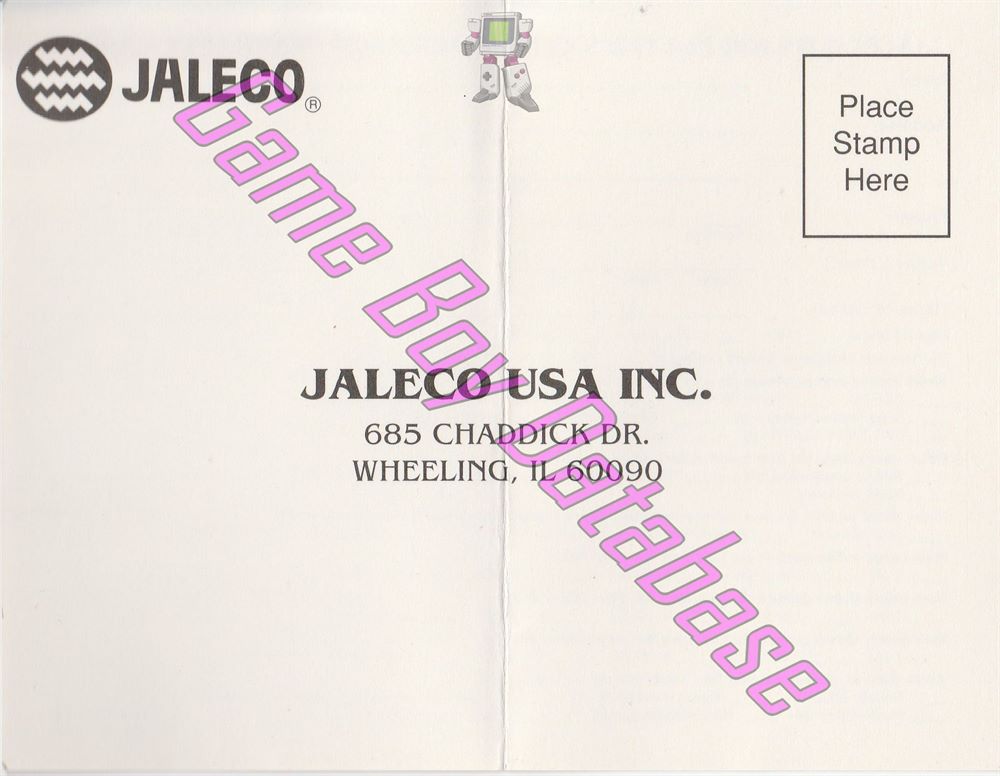 JALECO®
Place
Stamp
Here
JALECO USA INC.
685 CHADDICK DR.
WHEELING, IL 60090
Game Boy Database